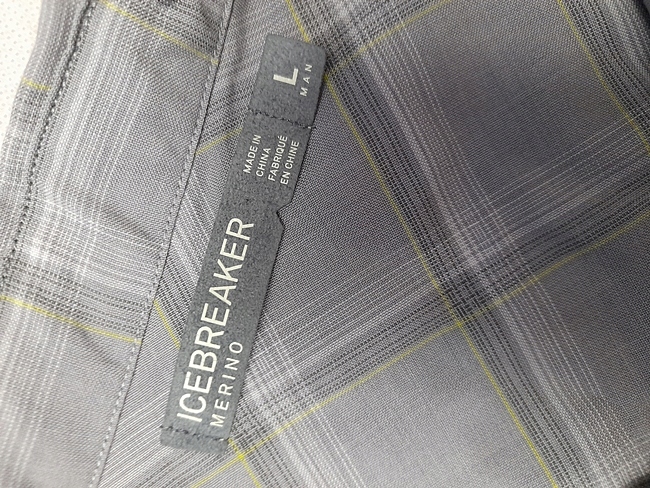 ICEBREAKER
MERINO
MADE IN
CHINA
FABRIQUÉ
EN CHINE
L
MAN